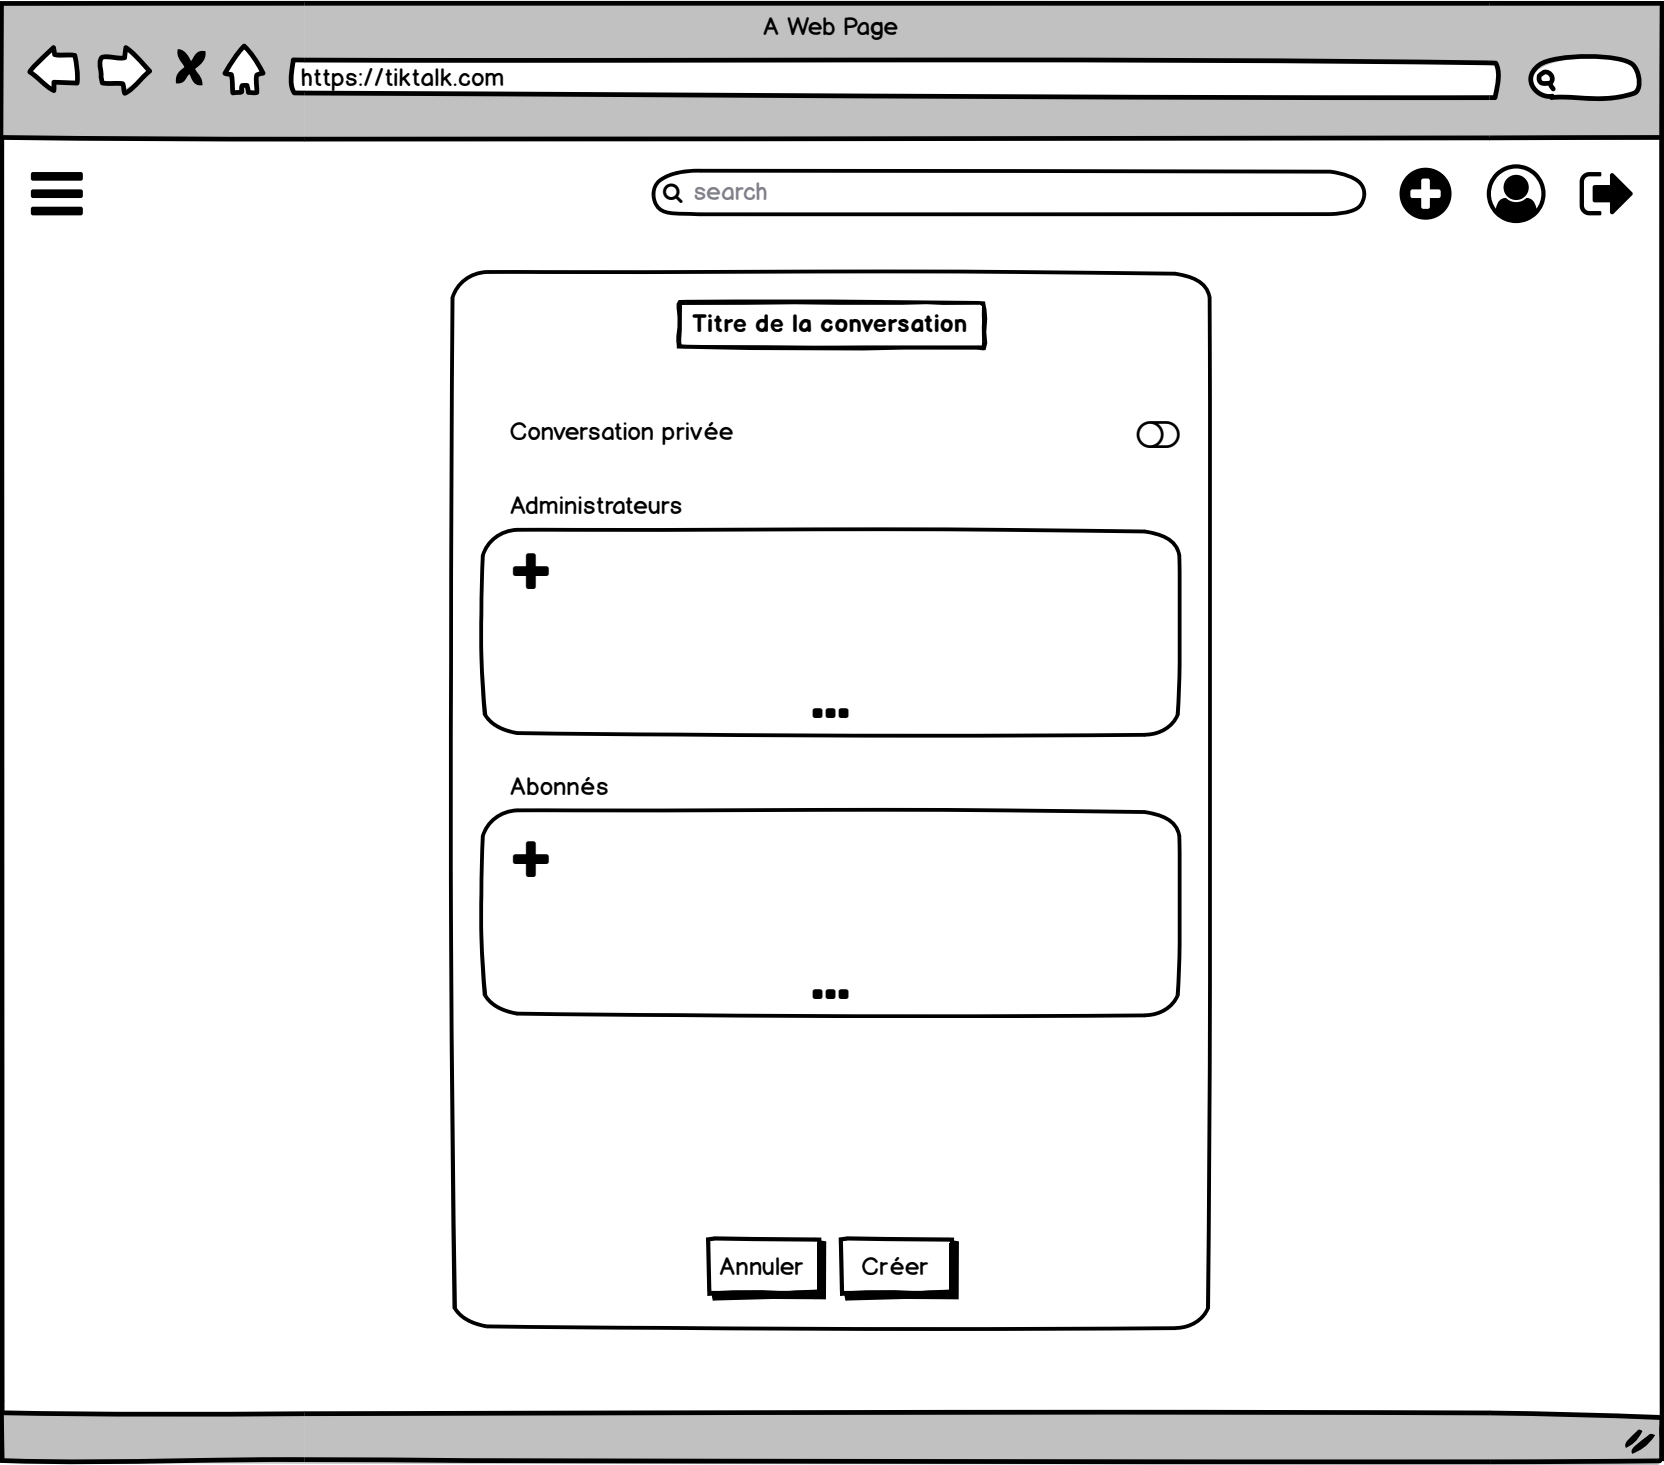 A Web Page
https://tiktalk.com
search
Titre de la conversation
Conversation privée
Administrateurs
Abonnés
Annuler
Créer